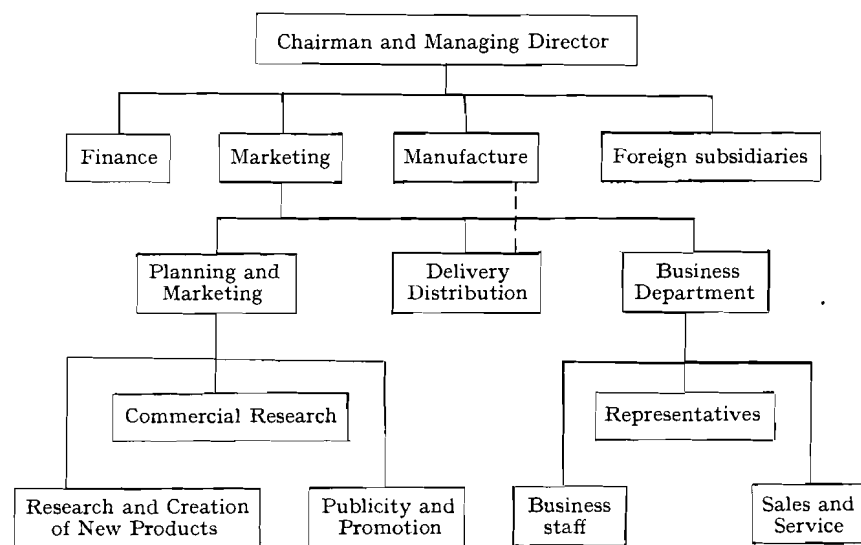 Chairman and Managing Director
Finance
Marketing
Manufacture
Foreign subsidiaries
Planning and
Marketing
Delivery
Distribution
Business
Department
Commercial Research
Representatives
Research and Creation
of New Products
Publicity and
Promotion
Business
staff
Sales and
Service